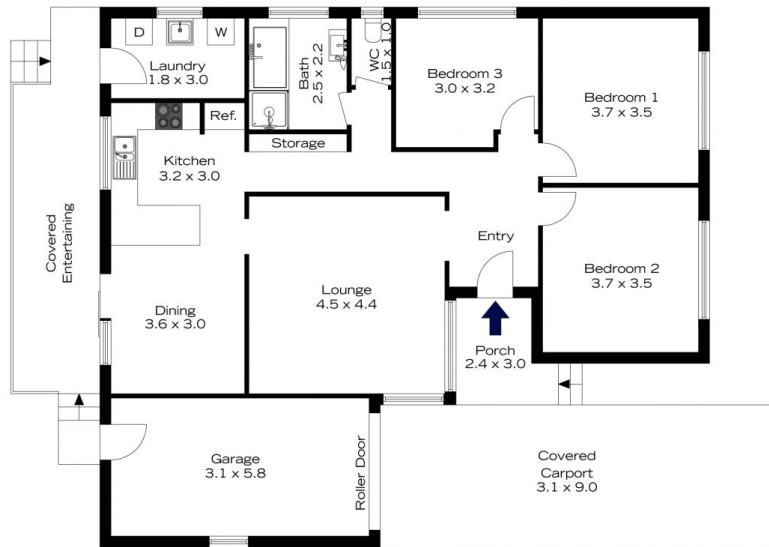 D
W
Laundry
1.8 x 3.0
Bath
2.5 x 2.2
WC
1.5 x 1.0
Bedroom 3
3.0 x 3.2
Bedroom 1
3.7 x 3.5
Ref.
Storage
Kitchen
3.2 x 3.0
Covered
Entertaining
Entry
Bedroom 2
3.7 x 3.5
Lounge
4.5 x 4.4
Dining
3.6 x 3.0
Porch
2.4 x 3.0
Garage
3.1 x 5.8
Roller Door
Covered
Carport
3.1 x 9.0